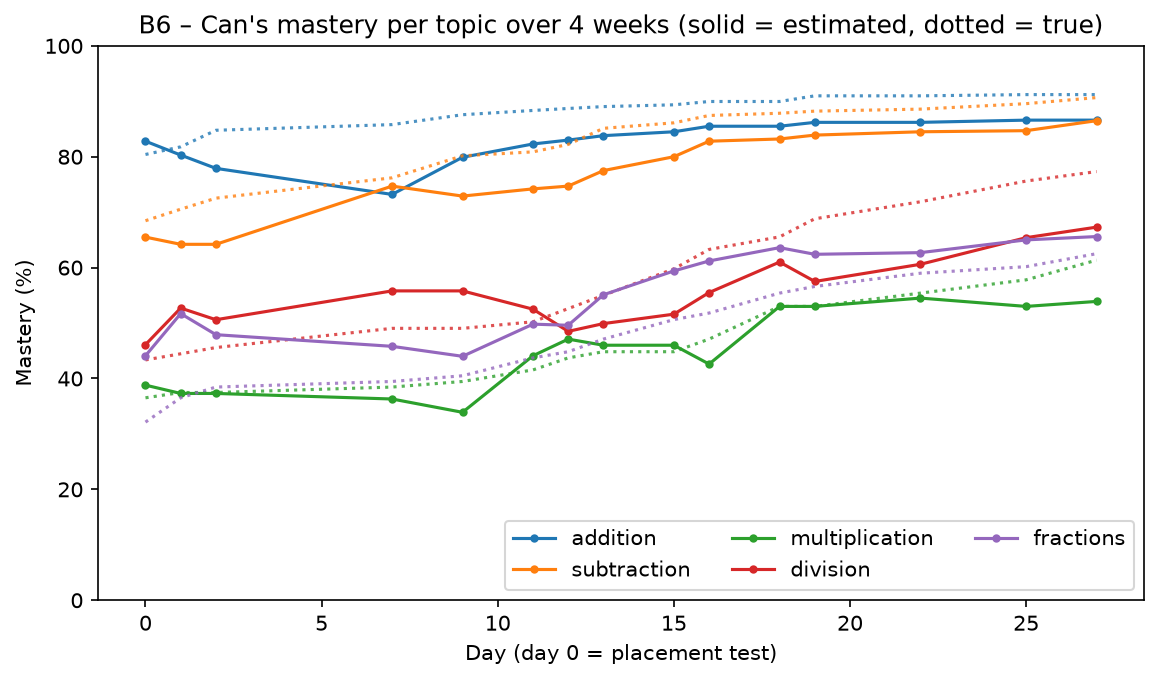 B6 – Can's mastery per topic over 4 weeks (solid = estimated, dotted = true)
Mastery (%)
100
80
60
40
20
0
addition
subtraction
multiplication
division
fractions
0 5 10 15 20 25
Day (day 0 = placement test)